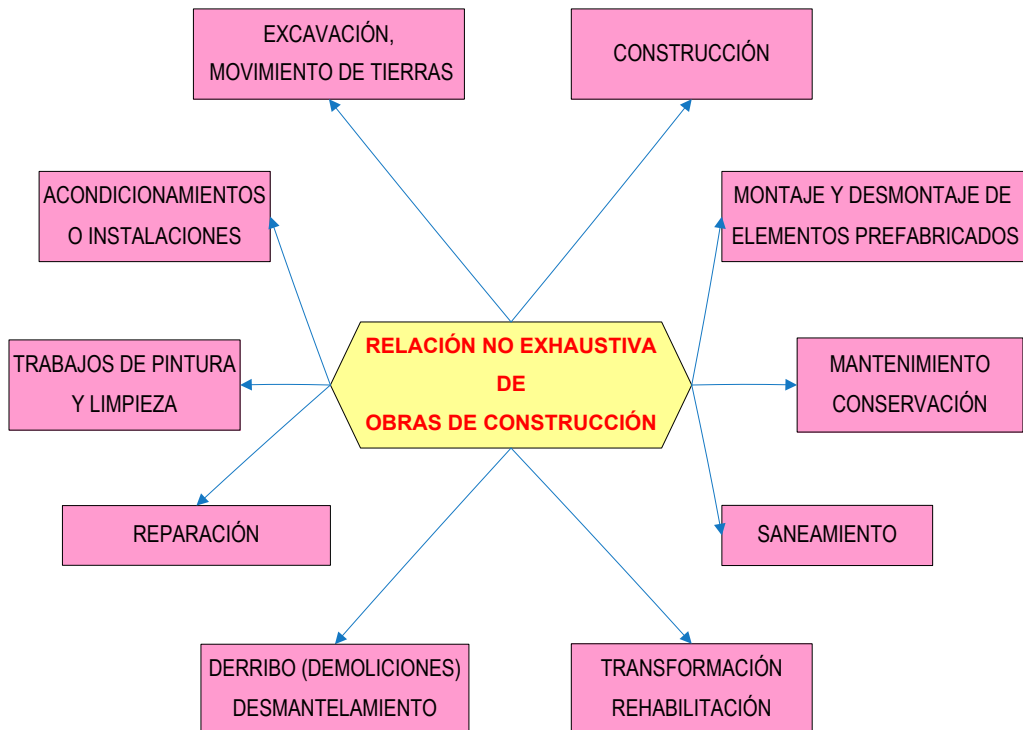 EXCAVACIÓN,
MOVIMIENTO DE TIERRAS
CONSTRUCCIÓN
ACONDICIONAMIENTOS
O INSTALACIONES
MONTAJE Y DESMONTAJE DE
ELEMENTOS PREFABRICADOS
RELACIÓN NO EXHAUSTIVA
DE
OBRAS DE CONSTRUCCIÓN
TRABAJOS DE PINTURA
Y LIMPIEZA
MANTENIMIENTO
CONSERVACIÓN
REPARACIÓN
SANEAMIENTO
DERRIBO (DEMOLICIONES)
DESMANTELAMIENTO
TRANSFORMACIÓN
REHABILITACIÓN